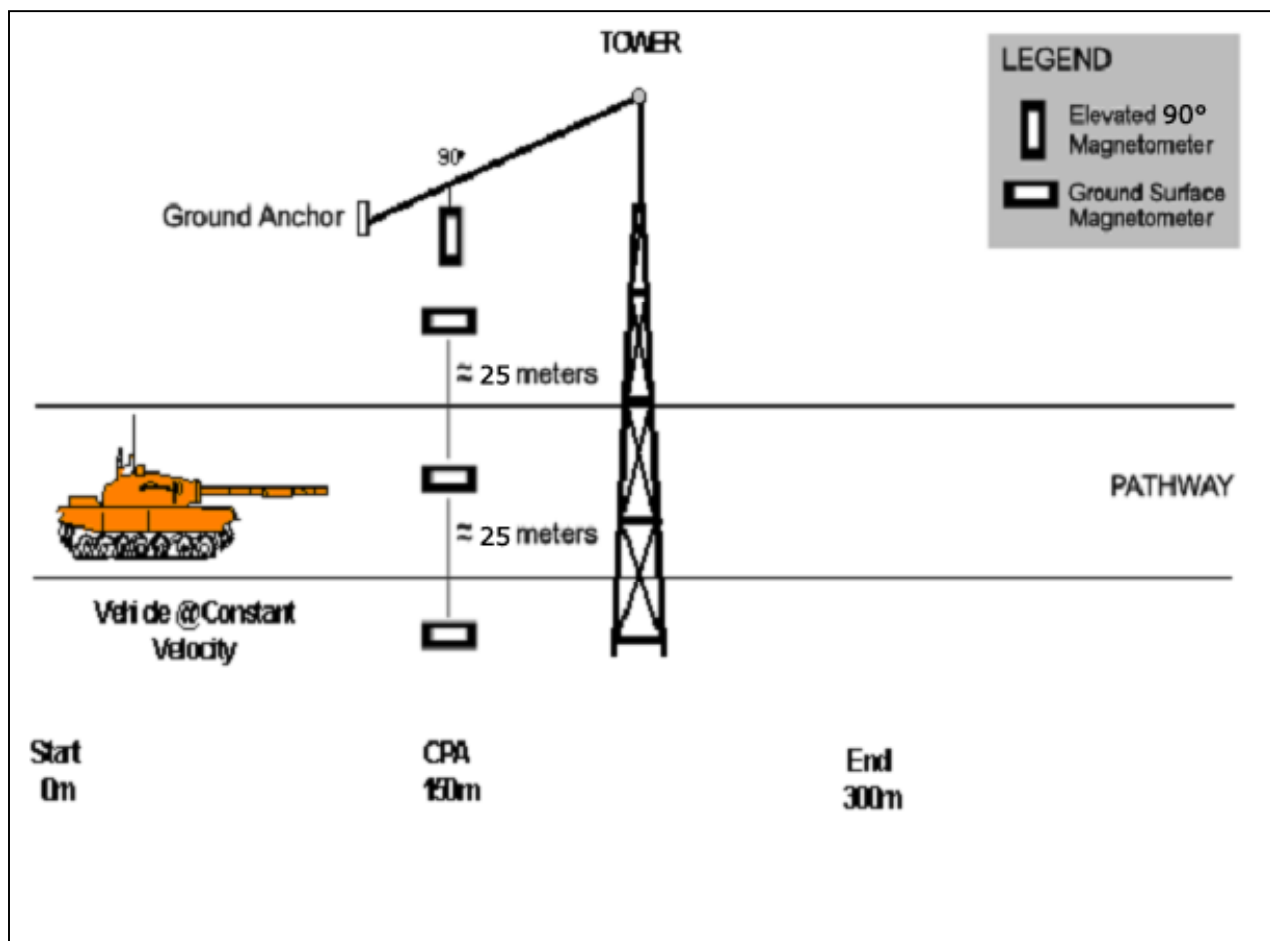 TOWER
LEGEND
Elevated 90°
Magnetometer
Ground Surface
Magnetometer
90°
Ground Anchor
≈ 25 meters
PATHWAY
≈ 25 meters
Vehicle @ Constant
Velocity
Start
0m
CPA
150m
End
300m